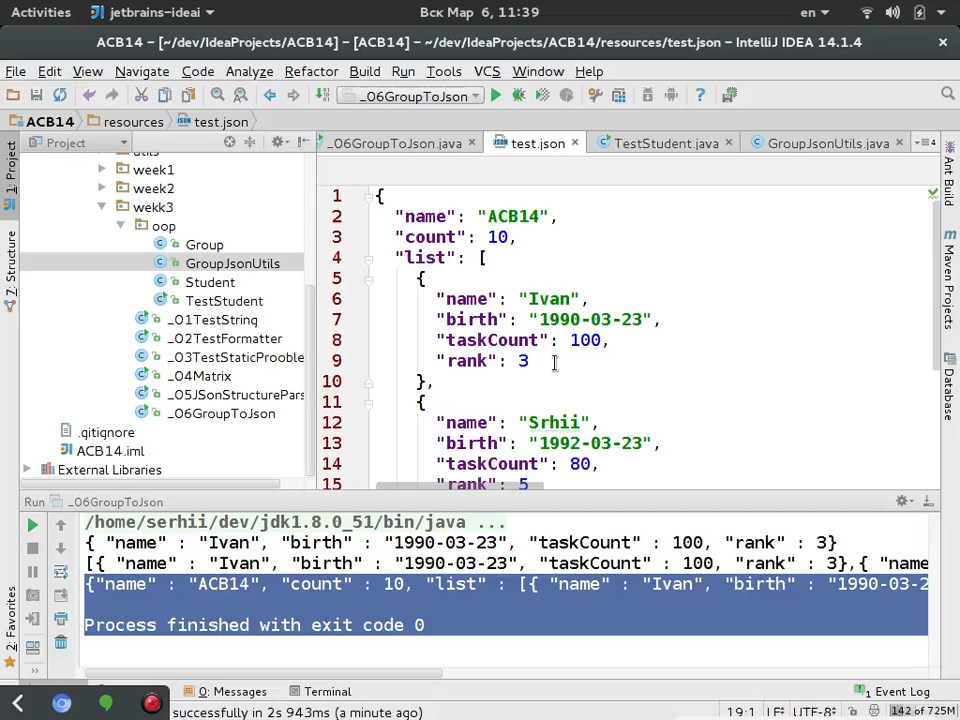 Activities jetbrains-ideai Вск Мар 6, 11:39 en
ACB14 – [~/dev/IdeaProjects/ACB14] – [ACB14] – ~/dev/IdeaProjects/ACB14/resources/test.json – IntelliJ IDEA 14.1.4
File Edit View Navigate Code Analyze Refactor Build Run Tools VCS Window Help
_06GroupToJson
ACB14 resources test.json
Project
_06GroupToJson.java test.json TestStudent.java GroupJsonUtils.java 4
1: Project
7: Structure
2: Favorites
Ant Build
Maven Projects
Database
week1
week2
wekk3
oop
Group
GroupJsonUtils
Student
TestStudent
_01TestString
_02TestFormatter
_03TestStaticProoble
_04Matrix
_05JSonStructurePars
_06GroupToJson
.gitignore
ACB14.iml
External Libraries
1 {
2 "name": "ACB14",
3 "count": 10,
4 "list": [
5 {
6 "name": "Ivan",
7 "birth": "1990-03-23",
8 "taskCount": 100,
9 "rank": 3
10 },
11 {
12 "name": "Srhii",
13 "birth": "1992-03-23",
14 "taskCount": 80,
15 "rank": 5
Run _06GroupToJson
/home/serhii/dev/jdk1.8.0_51/bin/java ...
{ "name" : "Ivan", "birth" : "1990-03-23", "taskCount" : 100, "rank" : 3}
[{ "name" : "Ivan", "birth" : "1990-03-23", "taskCount" : 100, "rank" : 3},{ "name
{"name" : "ACB14", "count" : 10, "list" : [{ "name" : "Ivan", "birth" : "1990-03-2
Process finished with exit code 0
0: Messages Terminal 1 Event Log
successfully in 2s 943ms (a minute ago) 19:1 LF UTF-8 142 of 725M